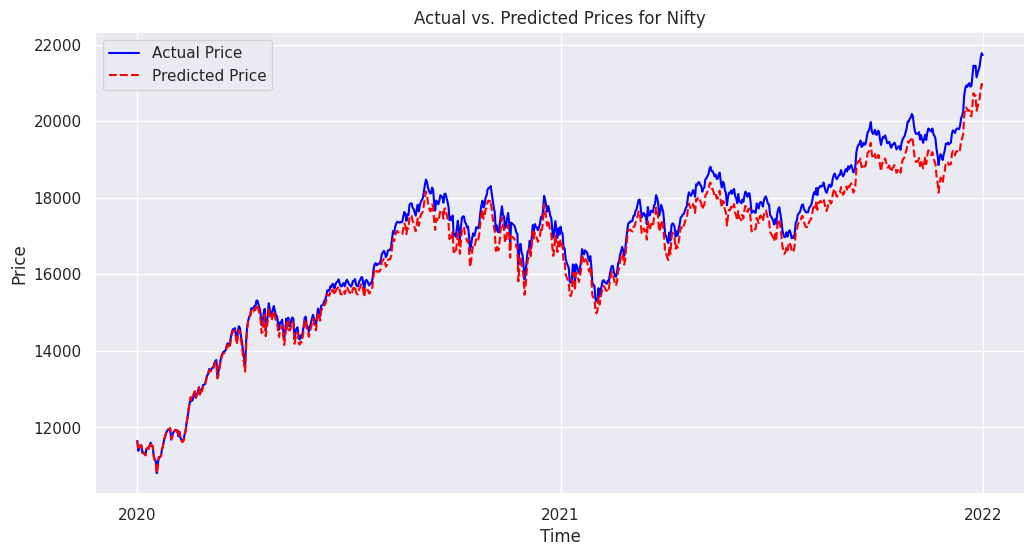 Actual vs. Predicted Prices for Nifty
Actual Price
Predicted Price
22000
20000
18000
16000
14000
12000
Price
2020
2021
2022
Time